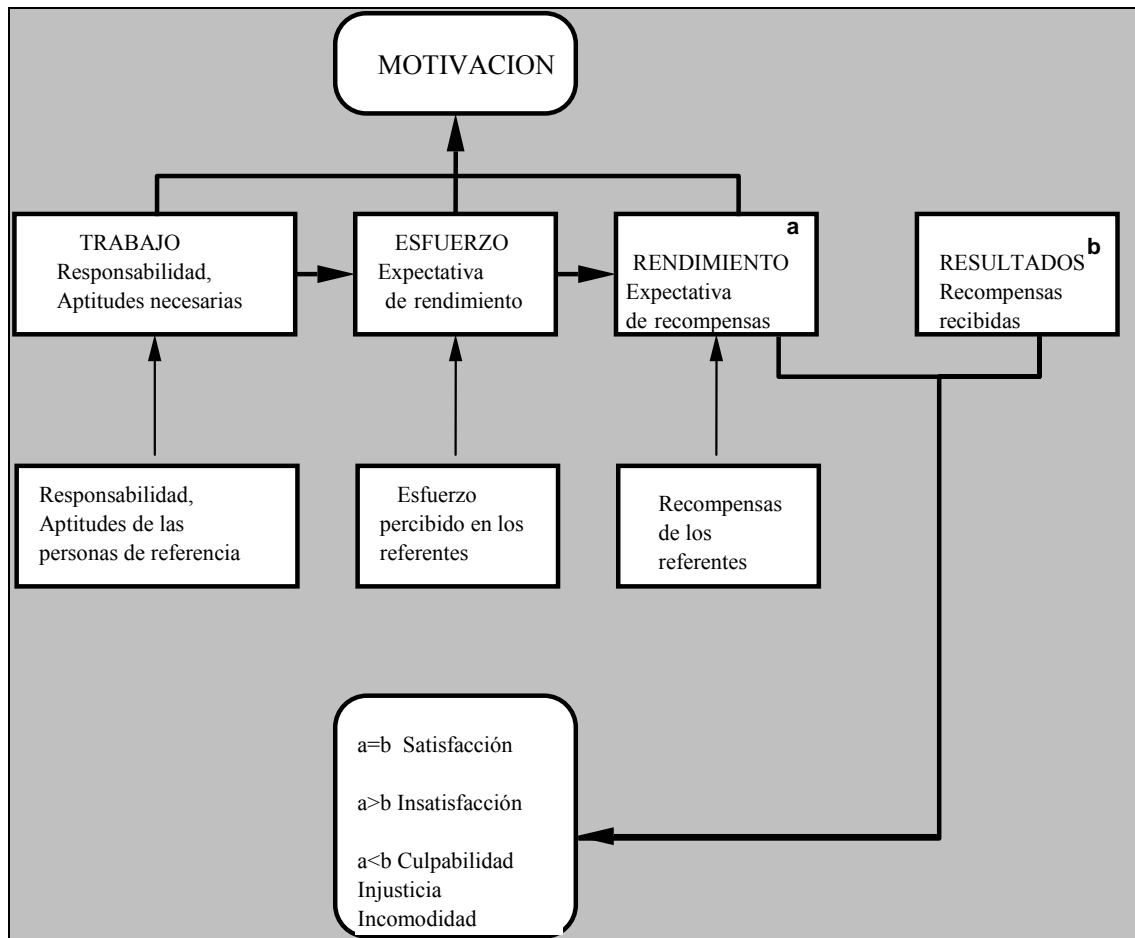 MOTIVACION
TRABAJO
Responsabilidad,
Aptitudes necesarias
ESFUERZO
Expectativa
de rendimiento
a
RENDIMIENTO
Expectativa
de recompensas
b
RESULTADOS
Recompensas
recibidas
Responsabilidad,
Aptitudes de las
personas de referencia
Esfuerzo
percibido en los
referentes
Recompensas
de los
referentes
a=b Satisfacción
a>b Insatisfacción
a<b Culpabilidad
Injusticia
Incomodidad